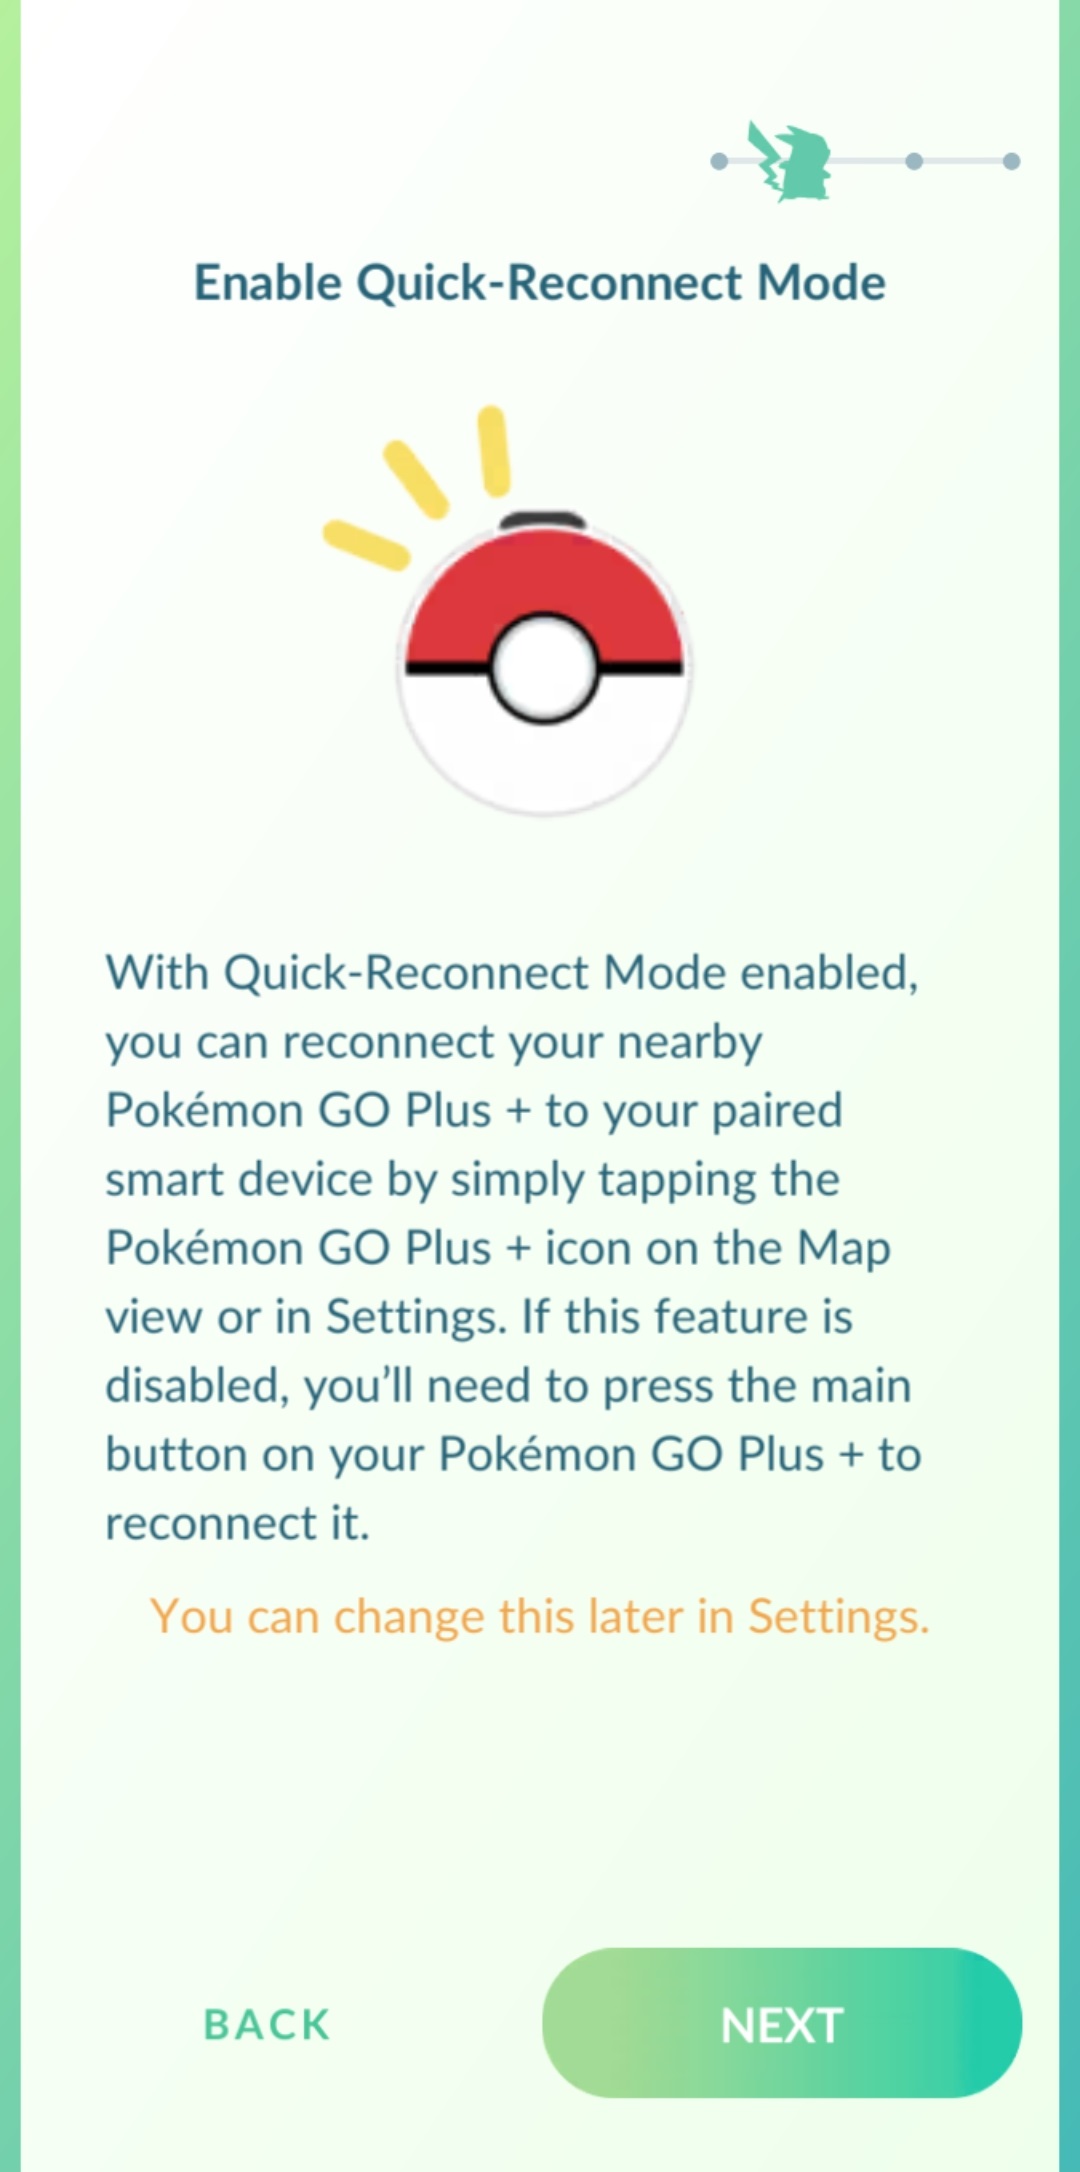 Enable Quick-Reconnect Mode
With Quick-Reconnect Mode enabled,
you can reconnect your nearby
Pokémon GO Plus + to your paired
smart device by simply tapping the
Pokémon GO Plus + icon on the Map
view or in Settings. If this feature is
disabled, you’ll need to press the main
button on your Pokémon GO Plus + to
reconnect it.
You can change this later in Settings.
BACK
NEXT